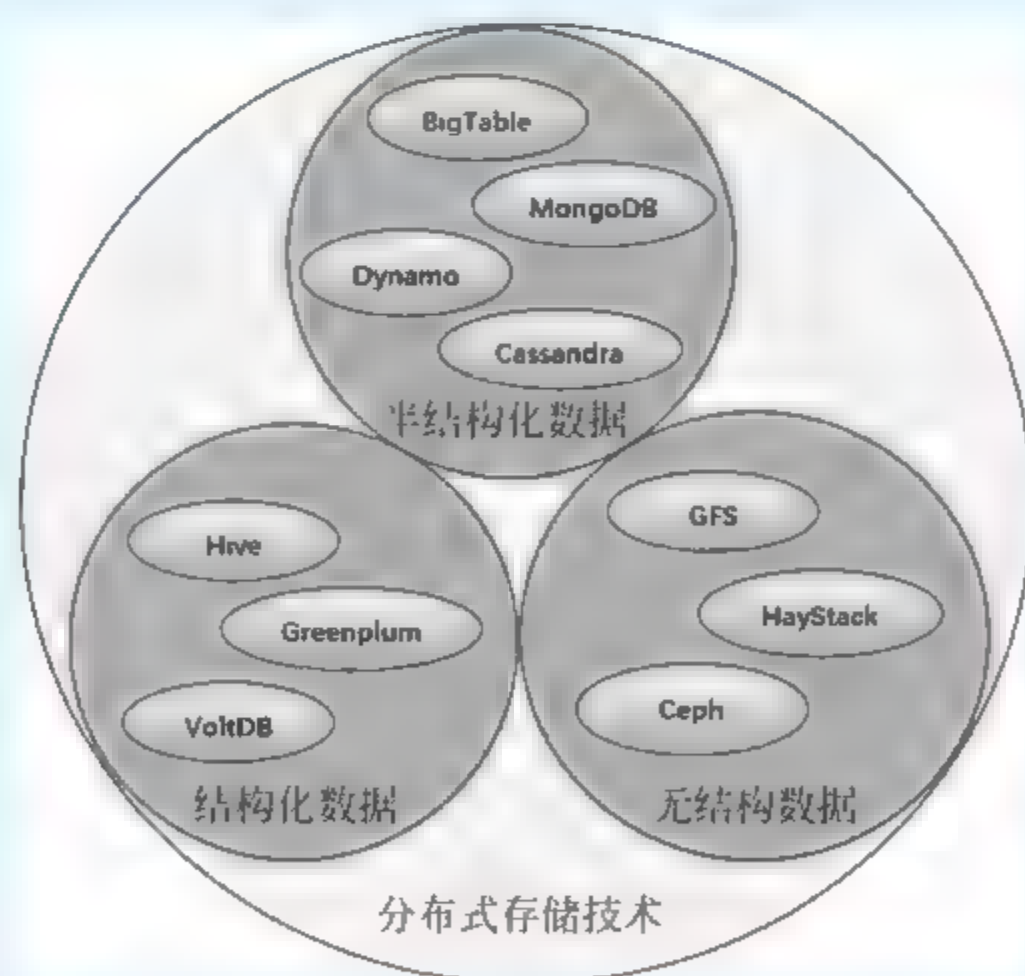 BigTable
MongoDB
Dynamo
Cassandra
半结构化数据
Hive
Greenplum
VoltDB
结构化数据
GFS
HayStack
Ceph
无结构数据
分布式存储技术